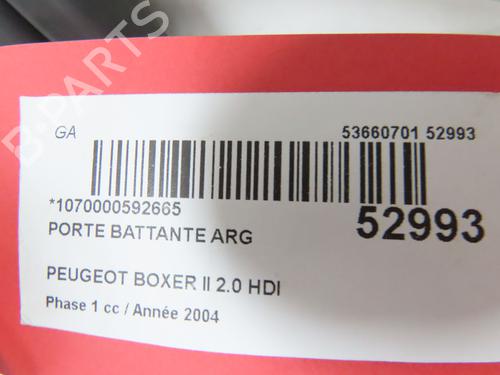 B-PARTS
GA
53660701 52993
*1070000592665
52993
PORTE BATTANTE ARG
PEUGEOT BOXER II 2.0 HDI
Phase 1 cc / Année 2004